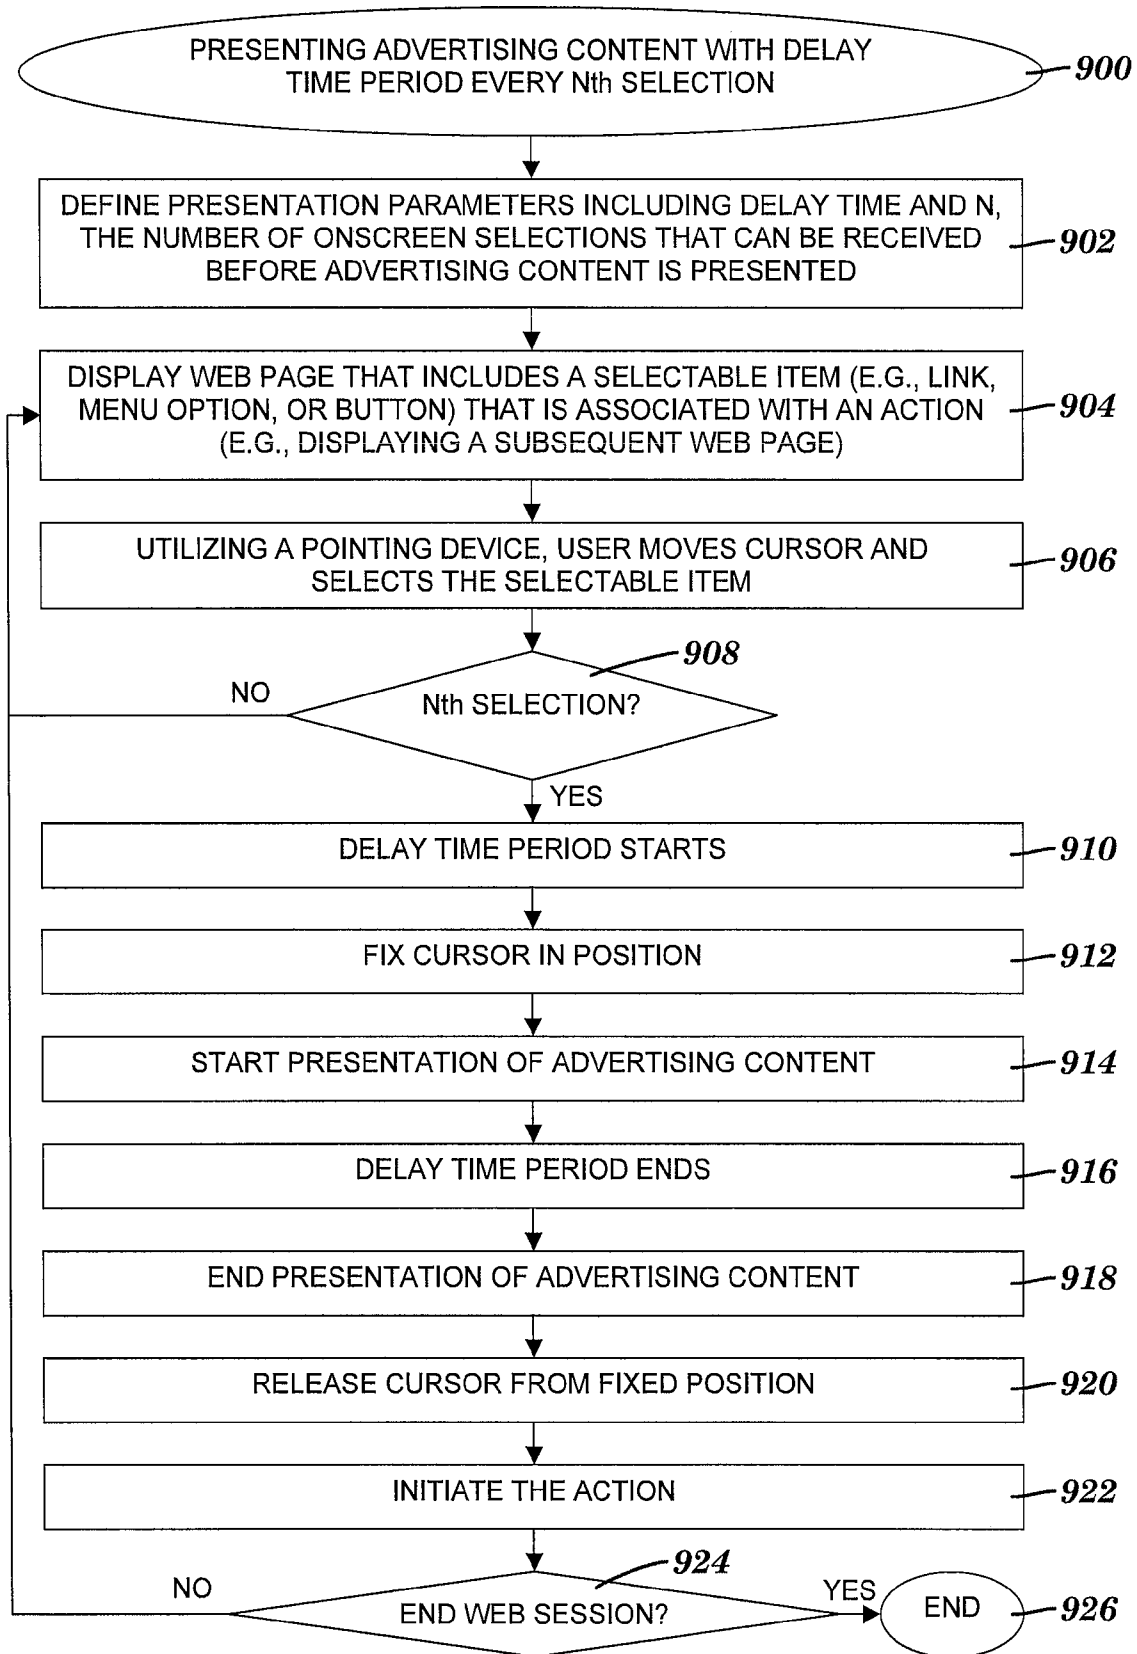 PRESENTING ADVERTISING CONTENT WITH DELAY
TIME PERIOD EVERY Nth SELECTION
900
DEFINE PRESENTATION PARAMETERS INCLUDING DELAY TIME AND N,
THE NUMBER OF ONSCREEN SELECTIONS THAT CAN BE RECEIVED
BEFORE ADVERTISING CONTENT IS PRESENTED
902
DISPLAY WEB PAGE THAT INCLUDES A SELECTABLE ITEM (E.G., LINK,
MENU OPTION, OR BUTTON) THAT IS ASSOCIATED WITH AN ACTION
(E.G., DISPLAYING A SUBSEQUENT WEB PAGE)
904
UTILIZING A POINTING DEVICE, USER MOVES CURSOR AND
SELECTS THE SELECTABLE ITEM
906
908
NO
Nth SELECTION?
YES
DELAY TIME PERIOD STARTS
910
FIX CURSOR IN POSITION
912
START PRESENTATION OF ADVERTISING CONTENT
914
DELAY TIME PERIOD ENDS
916
END PRESENTATION OF ADVERTISING CONTENT
918
RELEASE CURSOR FROM FIXED POSITION
920
INITIATE THE ACTION
922
924
NO
END WEB SESSION?
YES
END
926